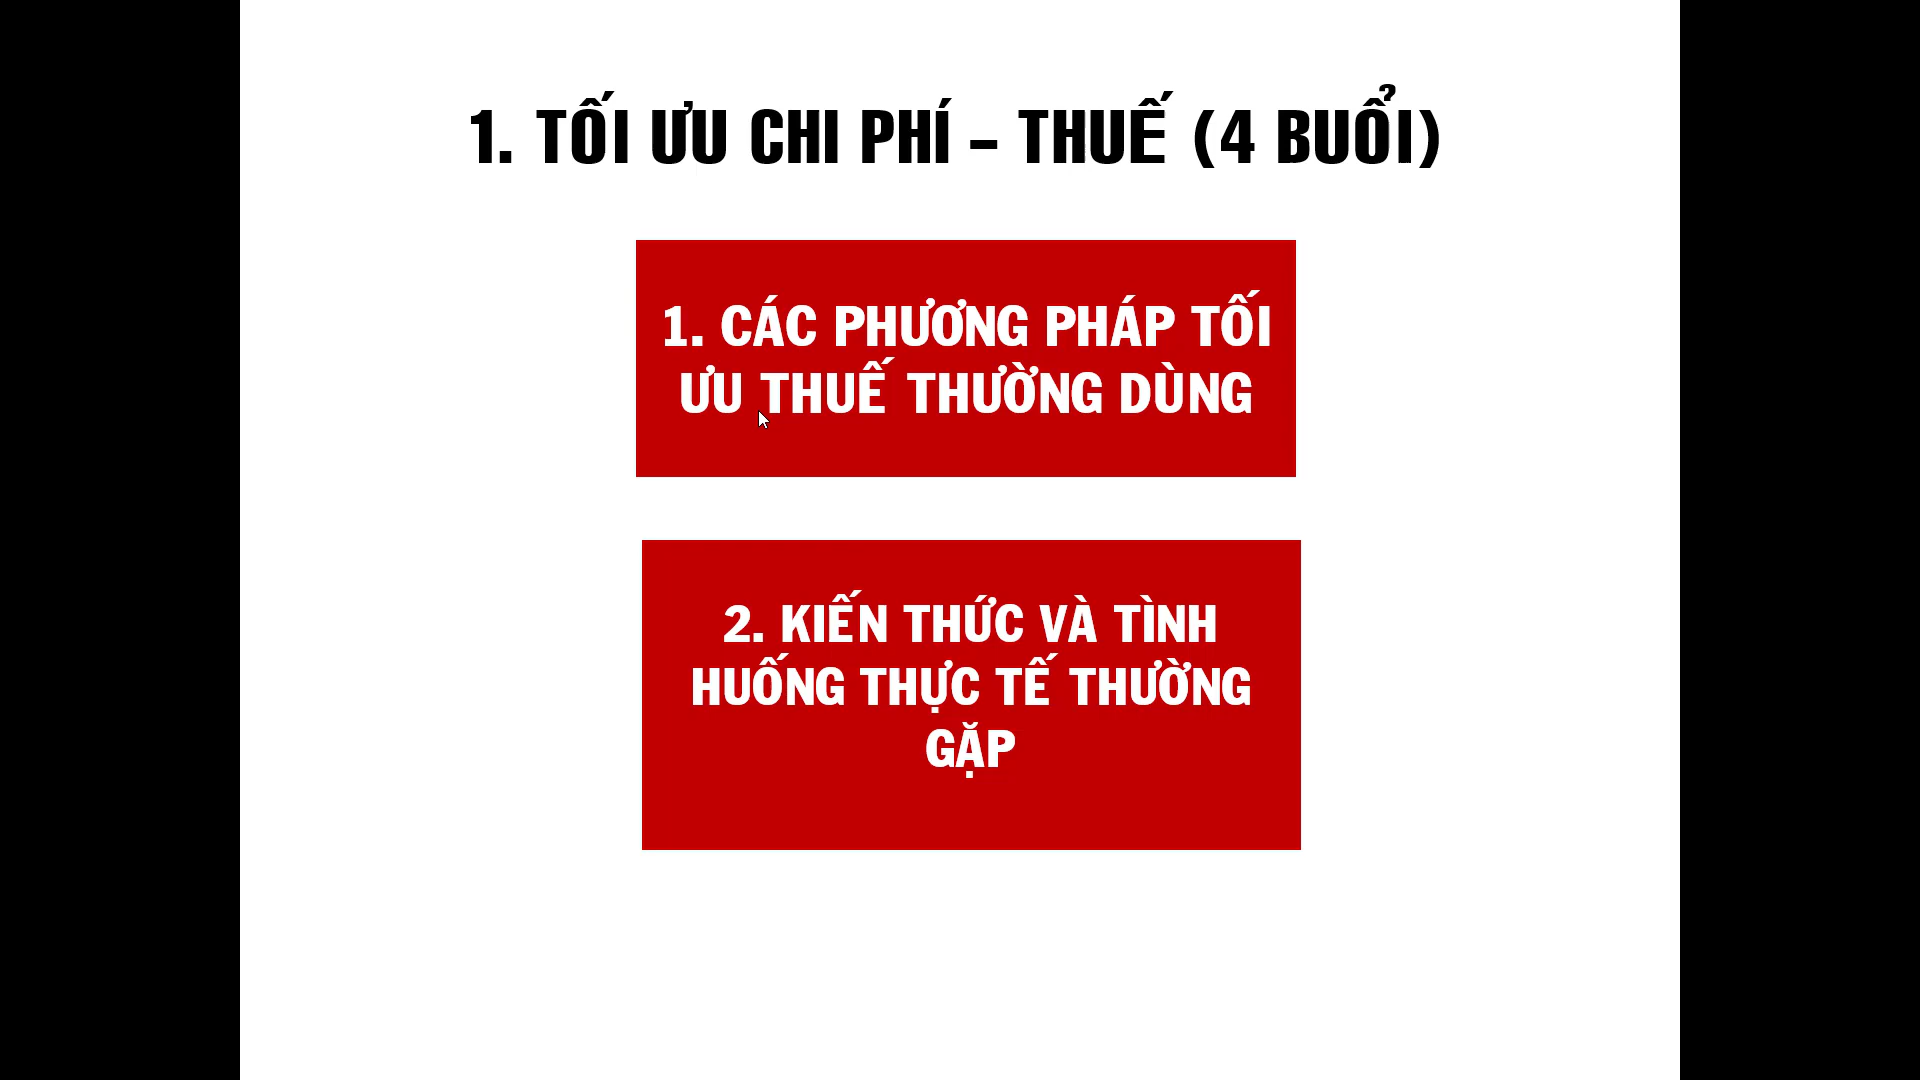 1. TỐI ƯU CHI PHÍ – THUẾ (4 BUỔI)
1. CÁC PHƯƠNG PHÁP TỐI
ƯU THUẾ THƯỜNG DÙNG
2. KIẾN THỨC VÀ TÌNH
HUỐNG THỰC TẾ THƯỜNG
GẶP